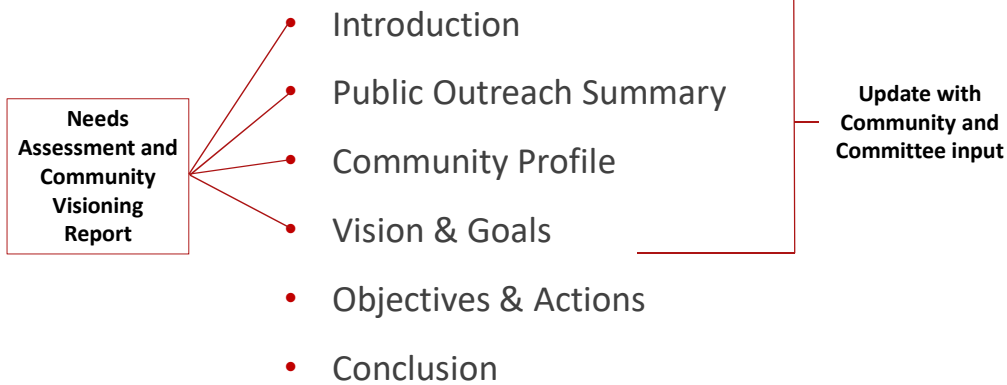 Needs
Assessment and
Community
Visioning
Report
• Introduction
• Public Outreach Summary
• Community Profile
• Vision & Goals
• Objectives & Actions
• Conclusion
Update with
Community and
Committee input